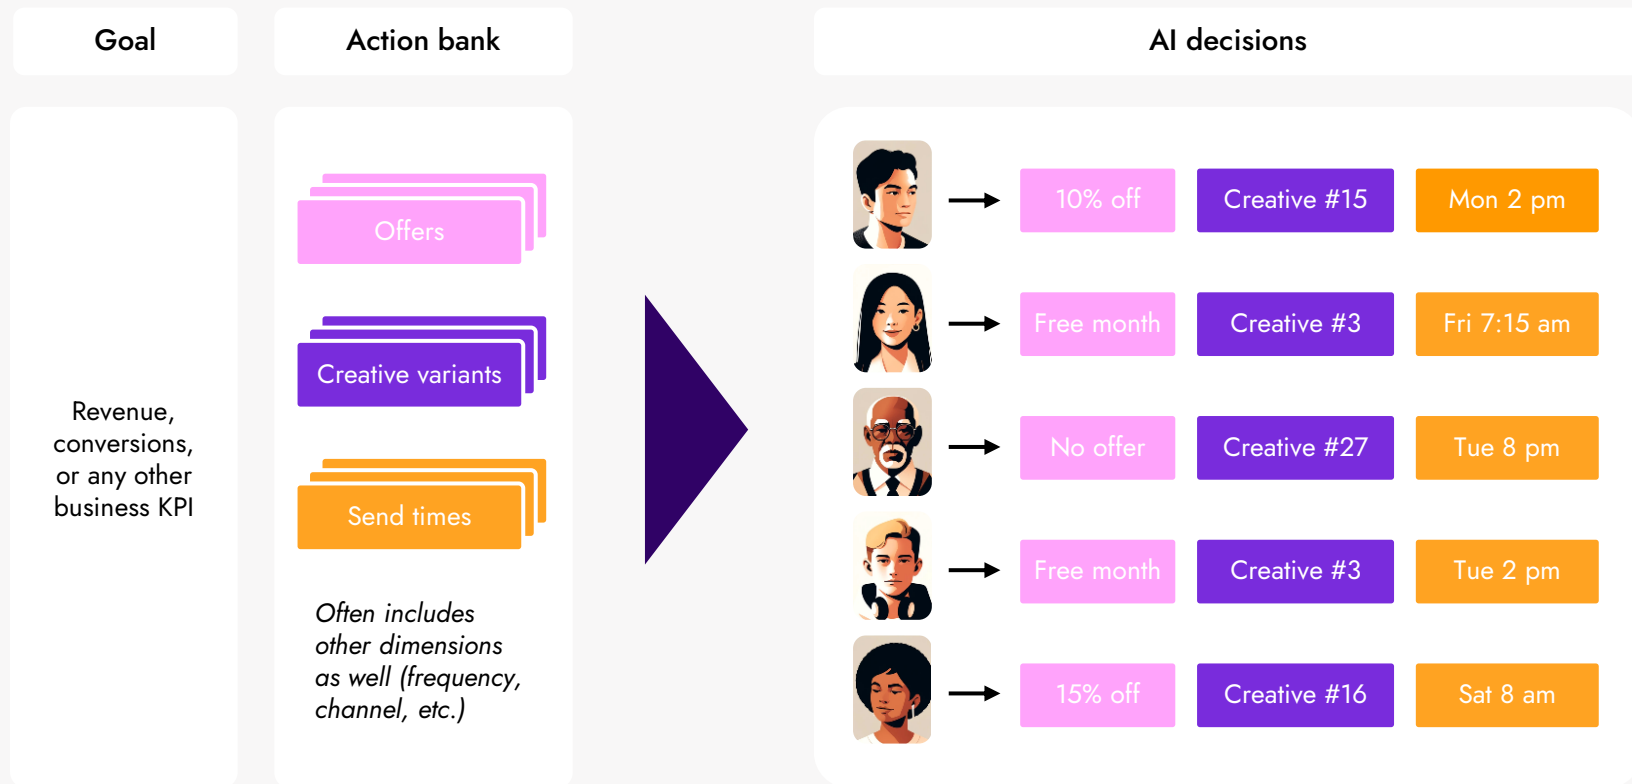 Goal
Action bank
AI decisions
Revenue,
conversions,
or any other
business KPI
Offers
Creative variants
Send times
Often includes
other dimensions
as well (frequency,
channel, etc.)
10% off
Creative #15
Mon 2 pm
Free month
Creative #3
Fri 7:15 am
No offer
Creative #27
Tue 8 pm
Free month
Creative #3
Tue 2 pm
15% off
Creative #16
Sat 8 am